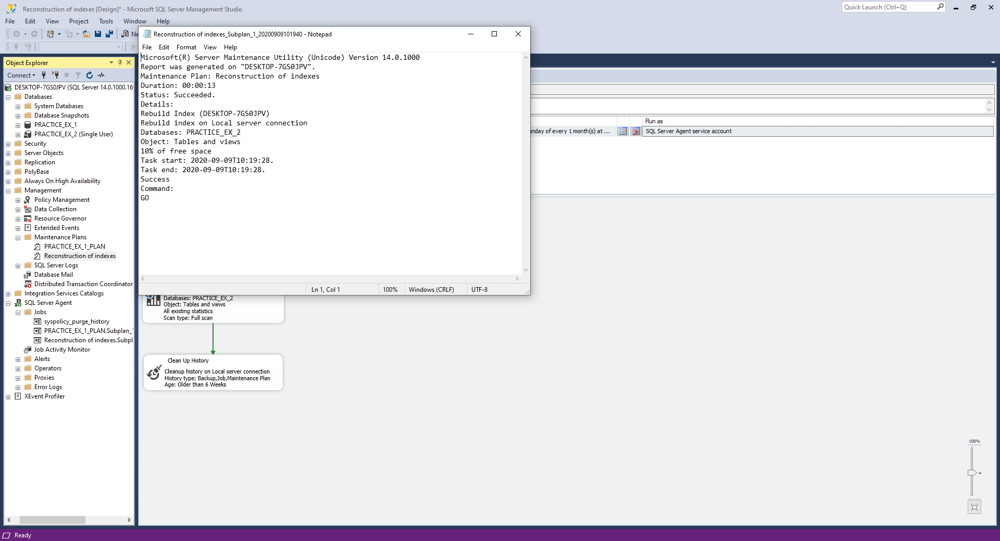 Reconstruction of indexes [Design]* - Microsoft SQL Server Management Studio
Quick Launch (Ctrl+Q)
File Edit View Project Tools Window Help
Ne
Reconstruction of indexes_Subplan_1_20200909101940 - Notepad
File Edit Format View Help
Microsoft(R) Server Maintenance Utility (Unicode) Version 14.0.1000
Report was generated on "DESKTOP-7GS0JPV".
Maintenance Plan: Reconstruction of indexes
Duration: 00:00:13
Status: Succeeded.
Details:
Rebuild Index (DESKTOP-7GS0JPV)
Rebuild index on Local server connection
Databases: PRACTICE_EX_2
Object: Tables and views
10% of free space
Task start: 2020-09-09T10:19:28.
Task end: 2020-09-09T10:19:28.
Success
Command:
GO
Ln 1, Col 1
100%
Windows (CRLF)
UTF-8
Object Explorer
Connect
DESKTOP-7GS0JPV (SQL Server 14.0.1000.16
Databases
System Databases
Database Snapshots
PRACTICE_EX_1
PRACTICE_EX_2 (Single User)
Security
Server Objects
Replication
PolyBase
Always On High Availability
Management
Policy Management
Data Collection
Resource Governor
Extended Events
Maintenance Plans
PRACTICE_EX_1_PLAN
Reconstruction of indexes
SQL Server Logs
Database Mail
Distributed Transaction Coordinator
Integration Services Catalogs
SQL Server Agent
Jobs
syspolicy_purge_history
PRACTICE_EX_1_PLAN.Subplan_
Reconstruction of indexes.Subpl
Job Activity Monitor
Alerts
Operators
Proxies
Error Logs
XEvent Profiler
Run as
unday of every 1 month(s) at ...
SQL Server Agent service account
Databases: PRACTICE_EX_2
Object: Tables and views
All existing statistics
Scan type: Full scan
Clean Up History
Cleanup history on Local server connection
History type: Backup,Job,Maintenance Plan
Age: Older than 6 Weeks
100%
Ready